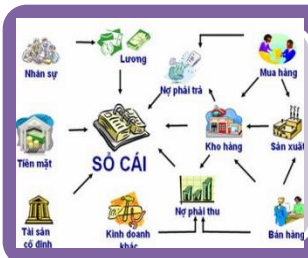 Nhân sự
Lương
Nợ phải trả
Mua hàng
Tiền mặt
SỔ CÁI
Kho hàng
Sản xuất
Tài sản
cố định
Kinh doanh
khác
Nợ phải thu
Bán hàng